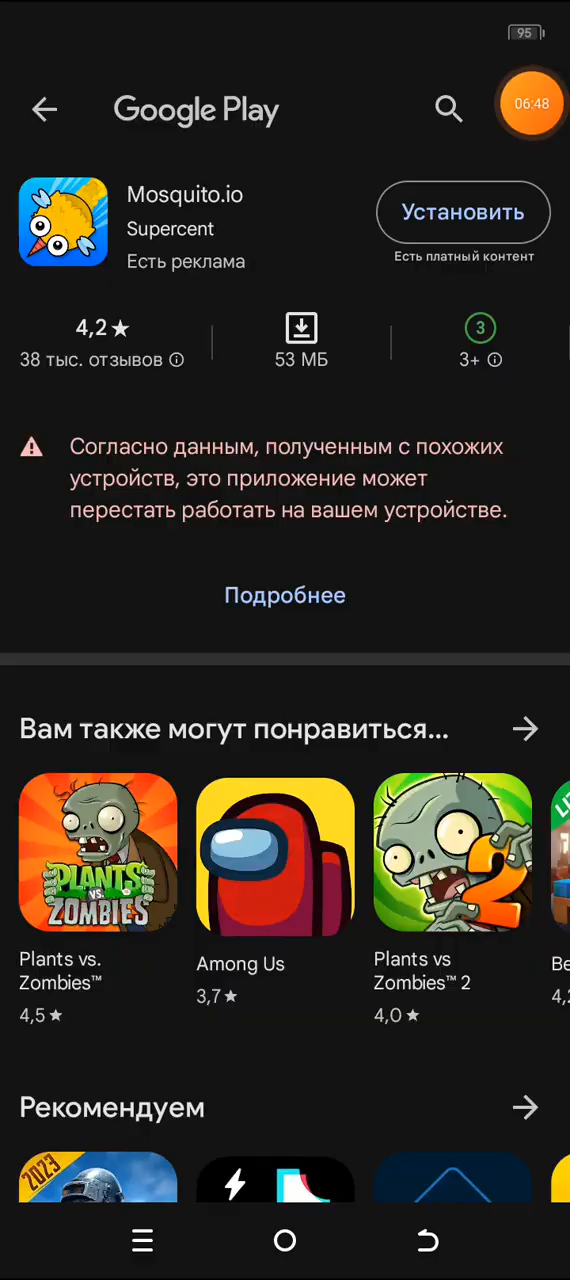 95
Google Play
06:48
Mosquito.io
Supercent
Есть реклама
Установить
Есть платный контент
4,2★
38 тыс. отзывов
53 МБ
3
3+
Согласно данным, полученным с похожих
устройств, это приложение может
перестать работать на вашем устройстве.
Подробнее
Вам также могут понравиться...
PLANTS
VS.
ZOMBIES
2
Plants vs.
Zombies™
4,5★
Among Us
3,7★
Plants vs
Zombies™ 2
4,0★
Be
4,
Рекомендуем
2023